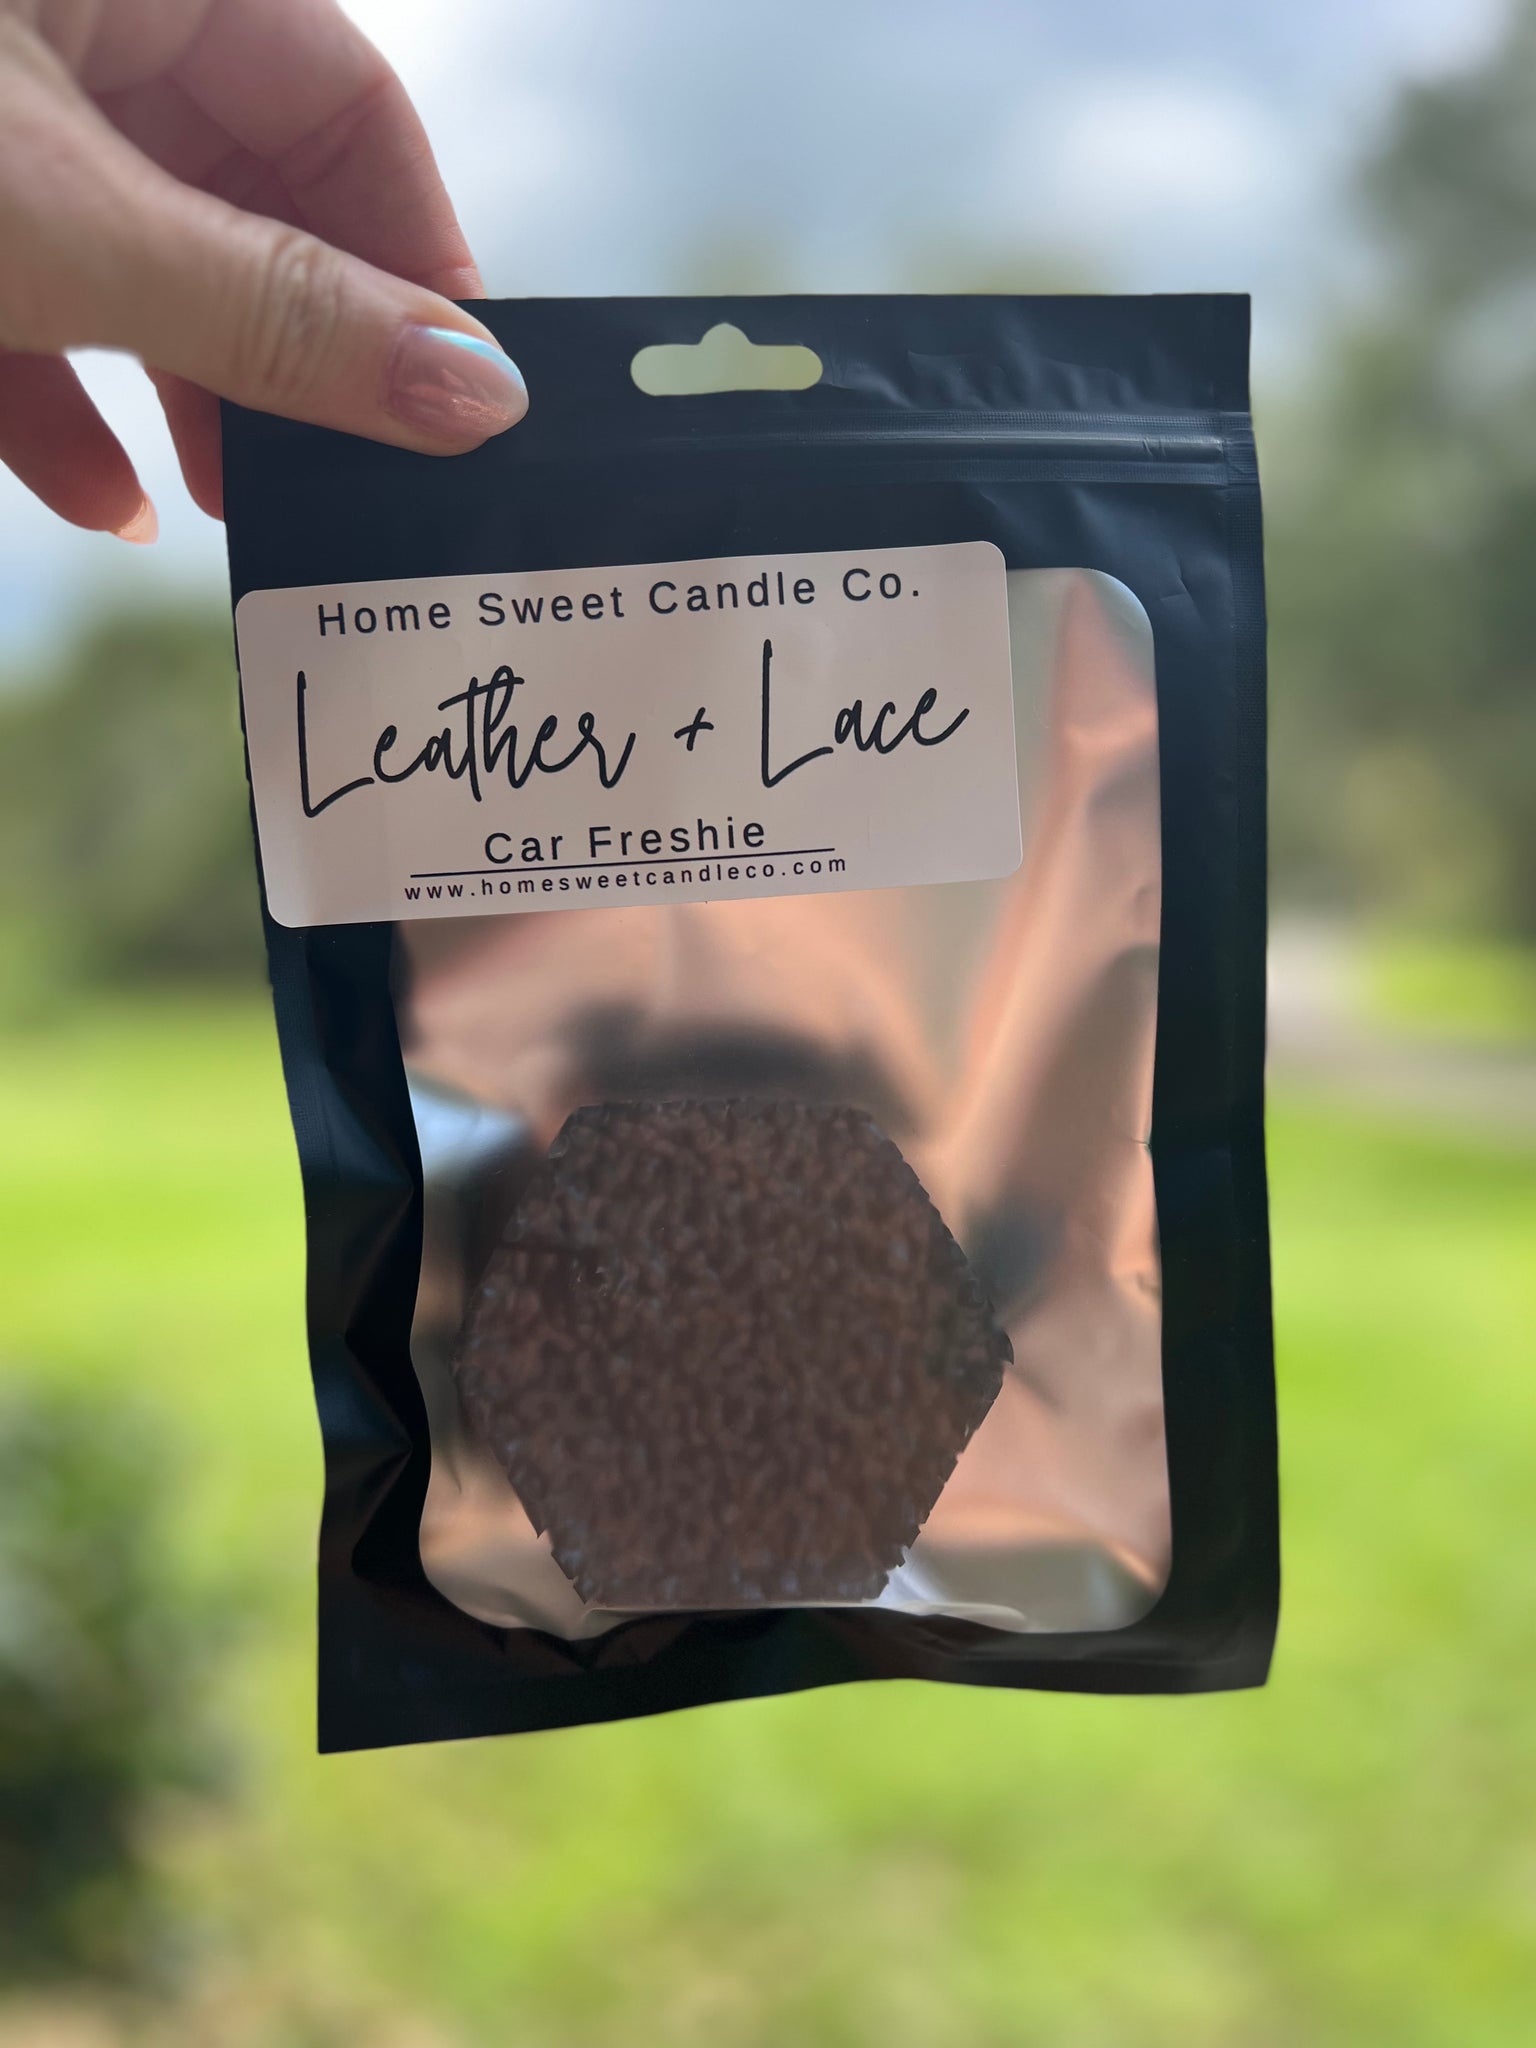 Home Sweet Candle Co.
Leather + Lace
Car Freshie
www.homesweetcandleco.com